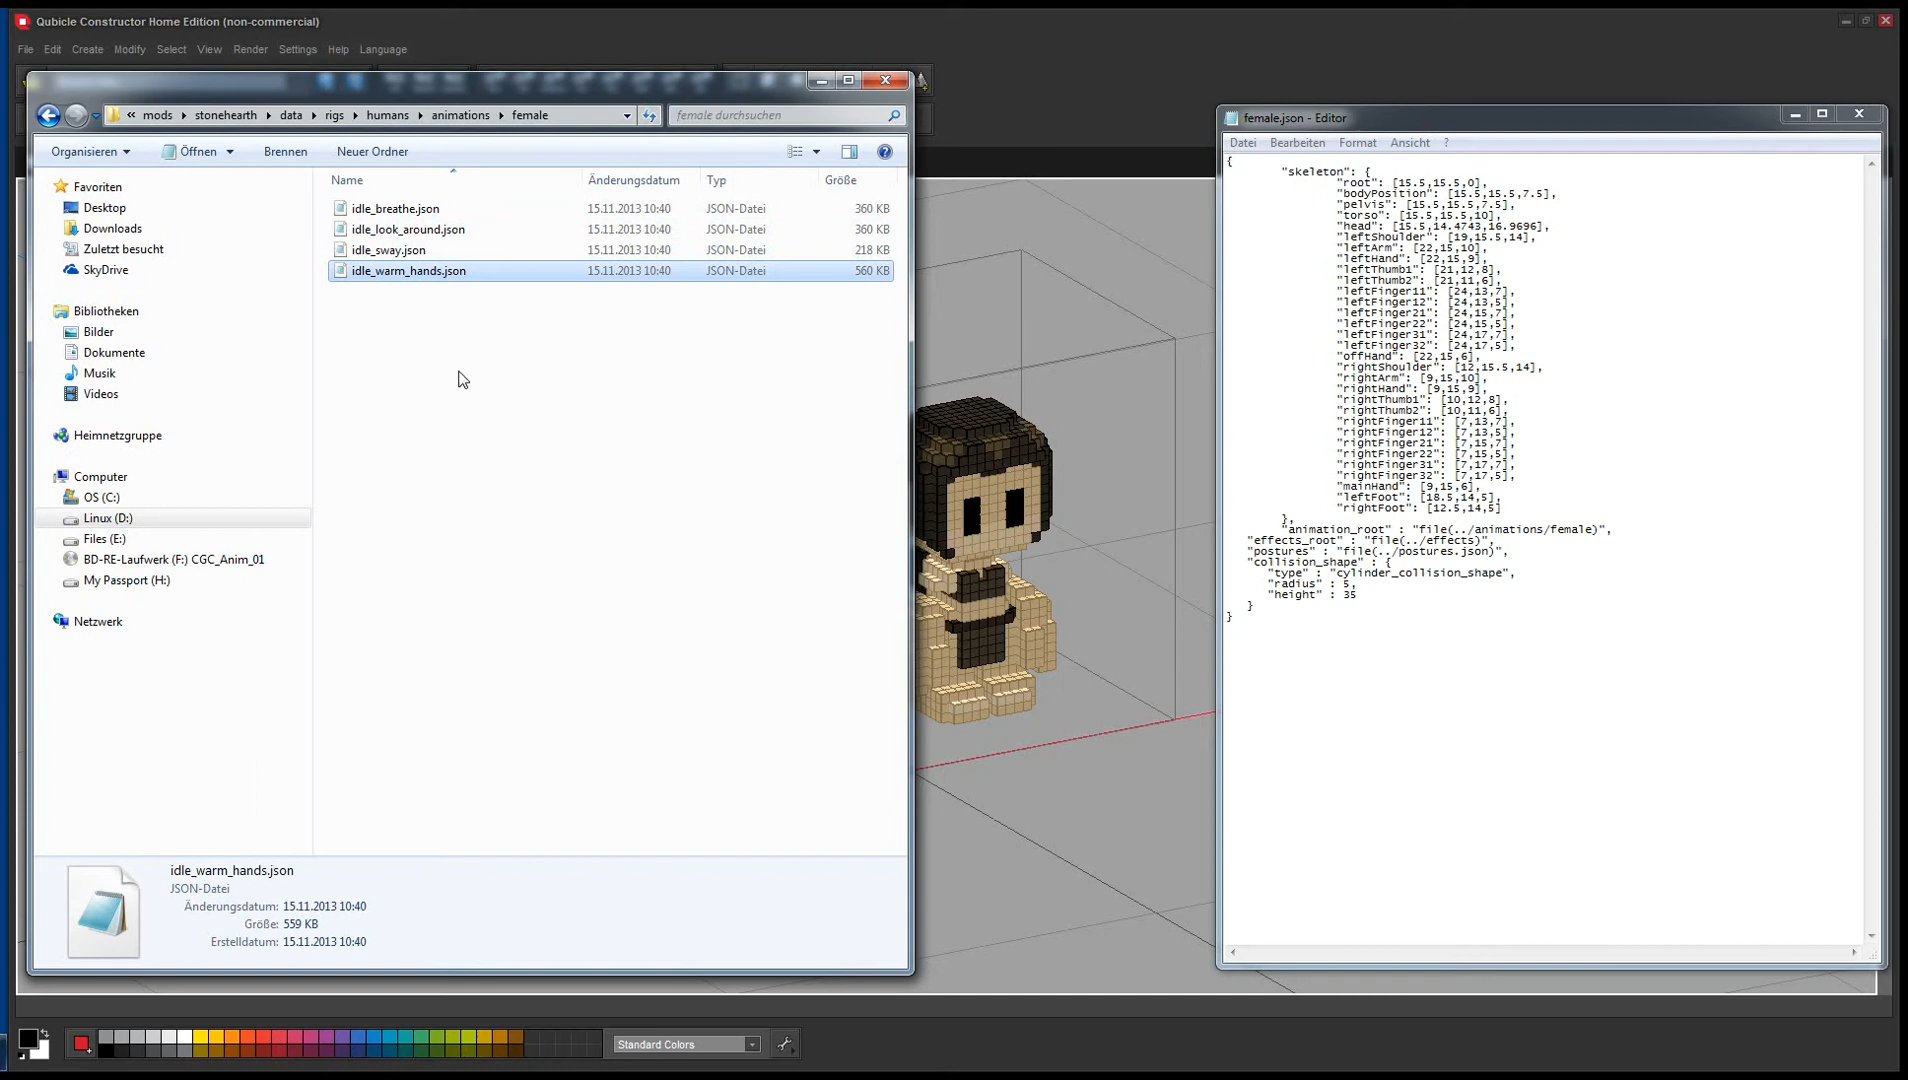 Qubicle Constructor Home Edition (non-commercial)
File Edit Create Modify Select View Render Settings Help Language
« mods stonehearth data rigs humans animations female
female durchsuchen
Organisieren Öffnen Brennen Neuer Ordner
Name Änderungsdatum Typ Größe
idle_breathe.json 15.11.2013 10:40 JSON-Datei 360 KB
idle_look_around.json 15.11.2013 10:40 JSON-Datei 360 KB
idle_sway.json 15.11.2013 10:40 JSON-Datei 218 KB
idle_warm_hands.json 15.11.2013 10:40 JSON-Datei 560 KB
Favoriten
Desktop
Downloads
Zuletzt besucht
SkyDrive
Bibliotheken
Bilder
Dokumente
Musik
Videos
Heimnetzgruppe
Computer
OS (C:)
Linux (D:)
Files (E:)
BD-RE-Laufwerk (F:) CGC_Anim_01
My Passport (H:)
Netzwerk
idle_warm_hands.json
JSON-Datei
Änderungsdatum: 15.11.2013 10:40
Größe: 559 KB
Erstelldatum: 15.11.2013 10:40
female.json - Editor
Datei Bearbeiten Format Ansicht ?
{
"skeleton": {
"root": [15.5,15.5,0],
"bodyPosition": [15.5,15.5,7.5],
"pelvis": [15.5,15.5,7.5],
"torso": [15.5,15.5,10],
"head": [15.5,14.4743,16.9696],
"leftShoulder": [19,15.5,14],
"leftArm": [22,15,10],
"leftHand": [22,15,9],
"leftThumb1": [21,12,8],
"leftThumb2": [21,11,6],
"leftFinger11": [24,13,7],
"leftFinger12": [24,13,5],
"leftFinger21": [24,15,7],
"leftFinger22": [24,15,5],
"leftFinger31": [24,17,7],
"leftFinger32": [24,17,5],
"offHand": [22,15,6],
"rightShoulder": [12,15.5,14],
"rightArm": [9,15,10],
"rightHand": [9,15,9],
"rightThumb1": [10,12,8],
"rightThumb2": [10,11,6],
"rightFinger11": [7,13,7],
"rightFinger12": [7,13,5],
"rightFinger21": [7,15,7],
"rightFinger22": [7,15,5],
"rightFinger31": [7,17,7],
"rightFinger32": [7,17,5],
"mainHand": [9,15,6],
"leftFoot": [18.5,14,5],
"rightFoot": [12.5,14,5]
},
"animation_root" : "file(../animations/female)",
"effects_root" : "file(../effects)",
"postures" : "file(../postures.json)",
"collision_shape" : {
"type" : "cylinder_collision_shape",
"radius" : 5,
"height" : 35
}
}
Standard Colors